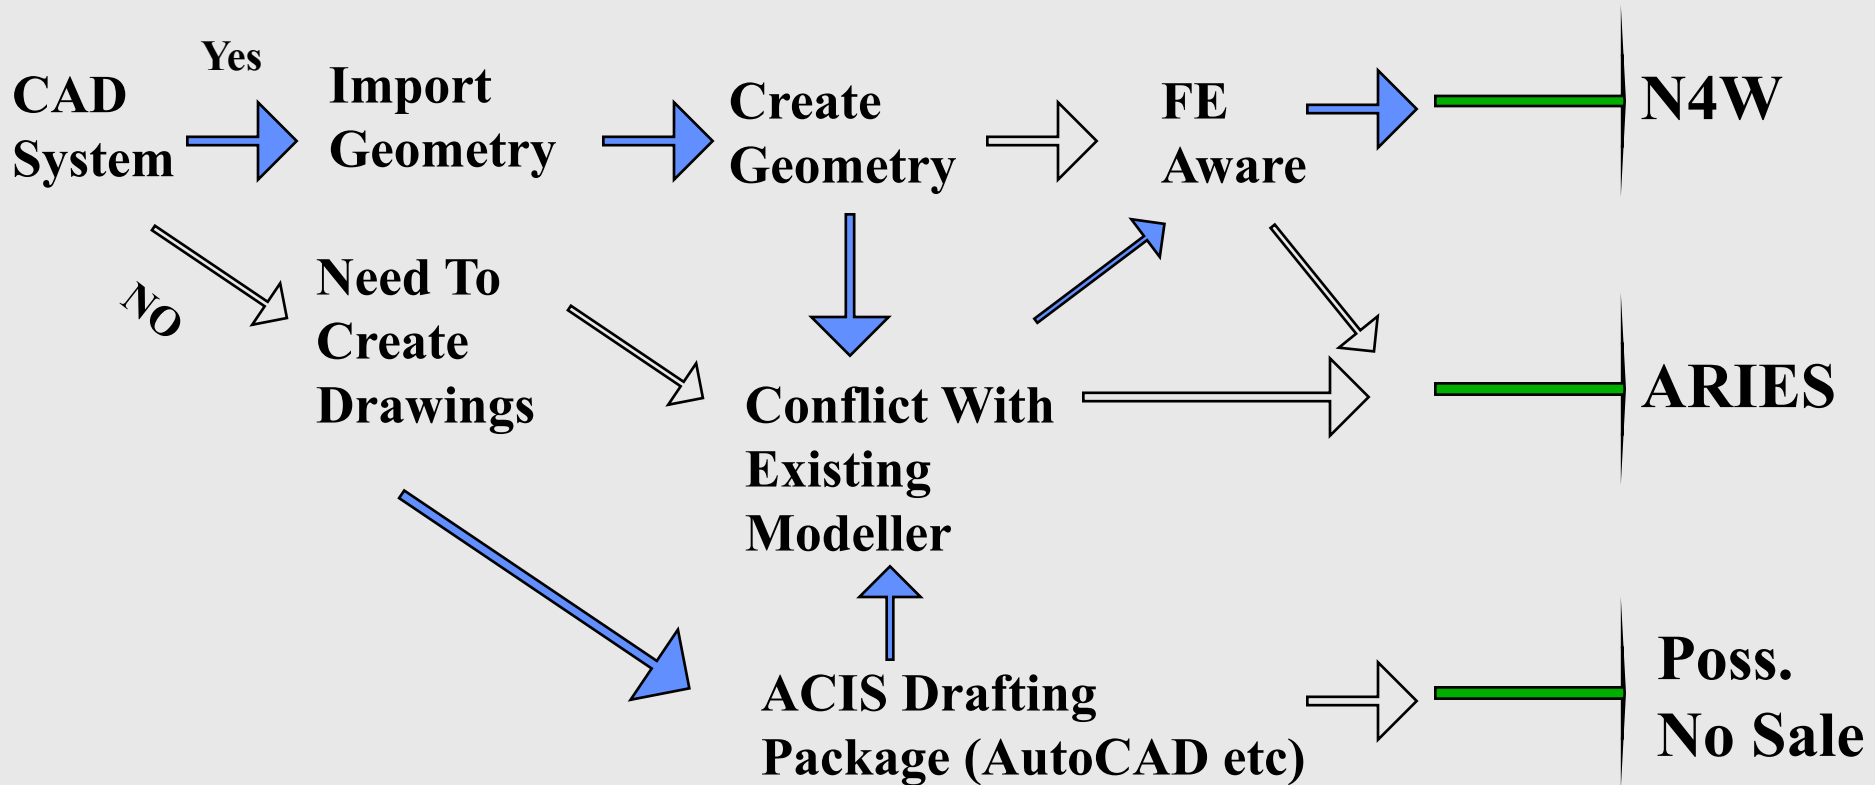 Yes
CAD
System
Import
Geometry
Create
Geometry
FE
Aware
N4W
NO
Need To
Create
Drawings
Conflict With
Existing
Modeller
ARIES
ACIS Drafting
Package (AutoCAD etc)
Poss.
No Sale